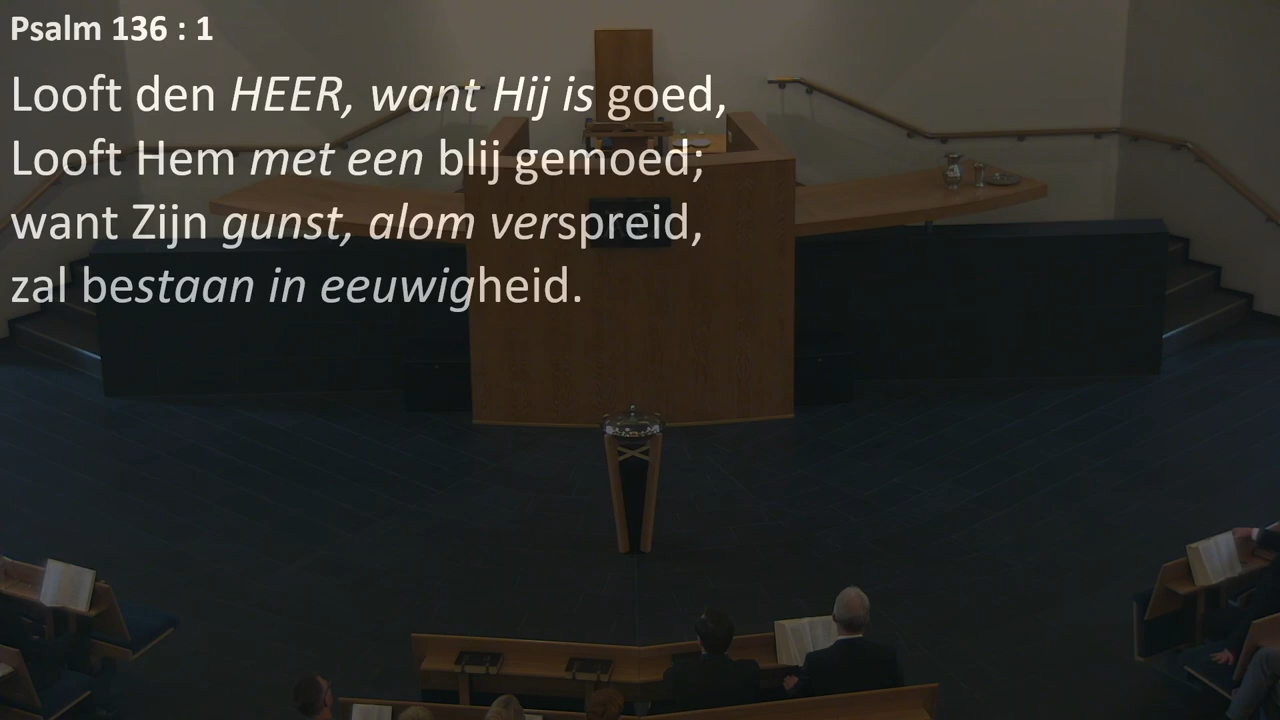 Psalm 136 : 1
Looft den HEER, want Hij is goed,
Looft Hem met een blij gemoed;
want Zijn gunst, alom verspreid,
zal bestaan in eeuwigheid.